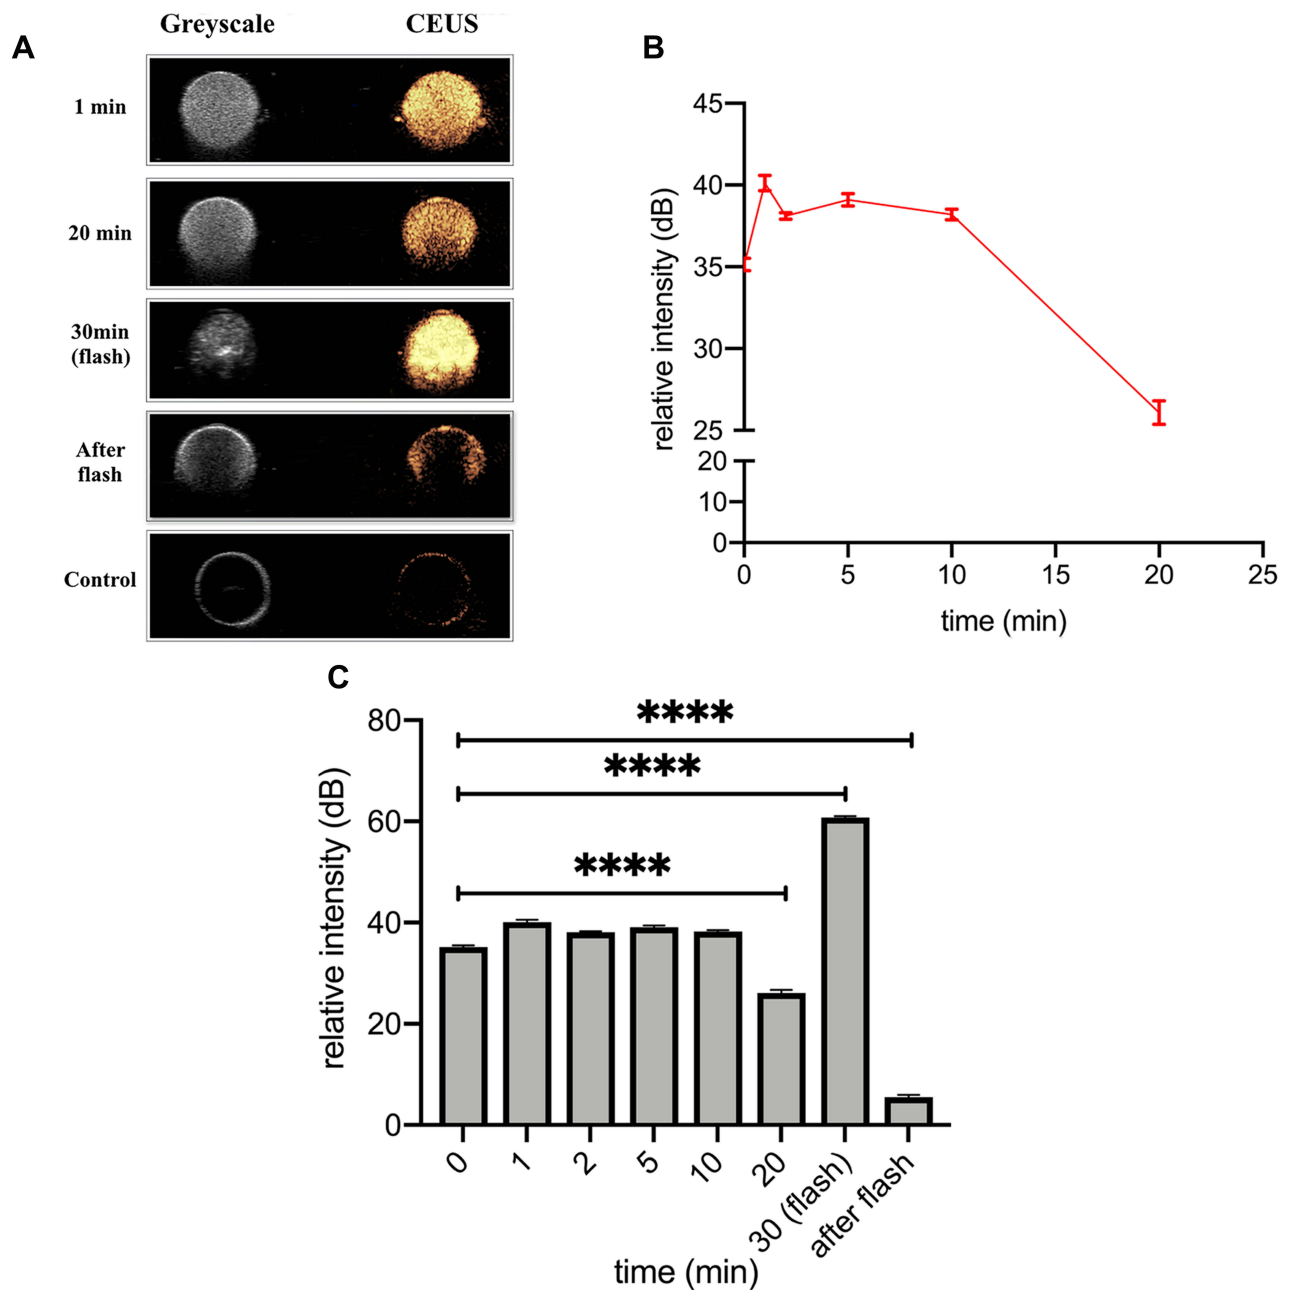 A
Greyscale
CEUS
1 min
20 min
30min
(flash)
After
flash
Control
B
relative intensity (dB)
45
40
35
30
25
20
10
0
0 5 10 15 20 25
time (min)
C
relative intensity (dB)
80
60
40
20
0
****
****
****
0 1 2 5 10 20 30 (flash) after flash
time (min)